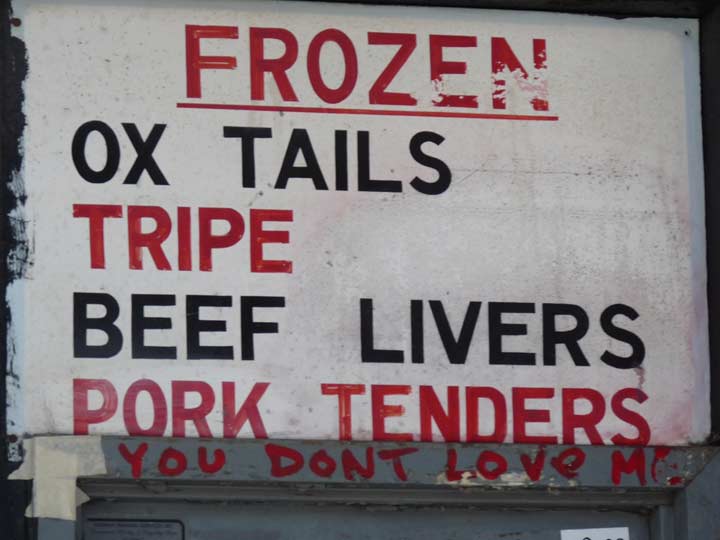 FROZEN
OX TAILS
TRIPE
BEEF LIVERS
PORK TENDERS
YOU DONT LOVE ME